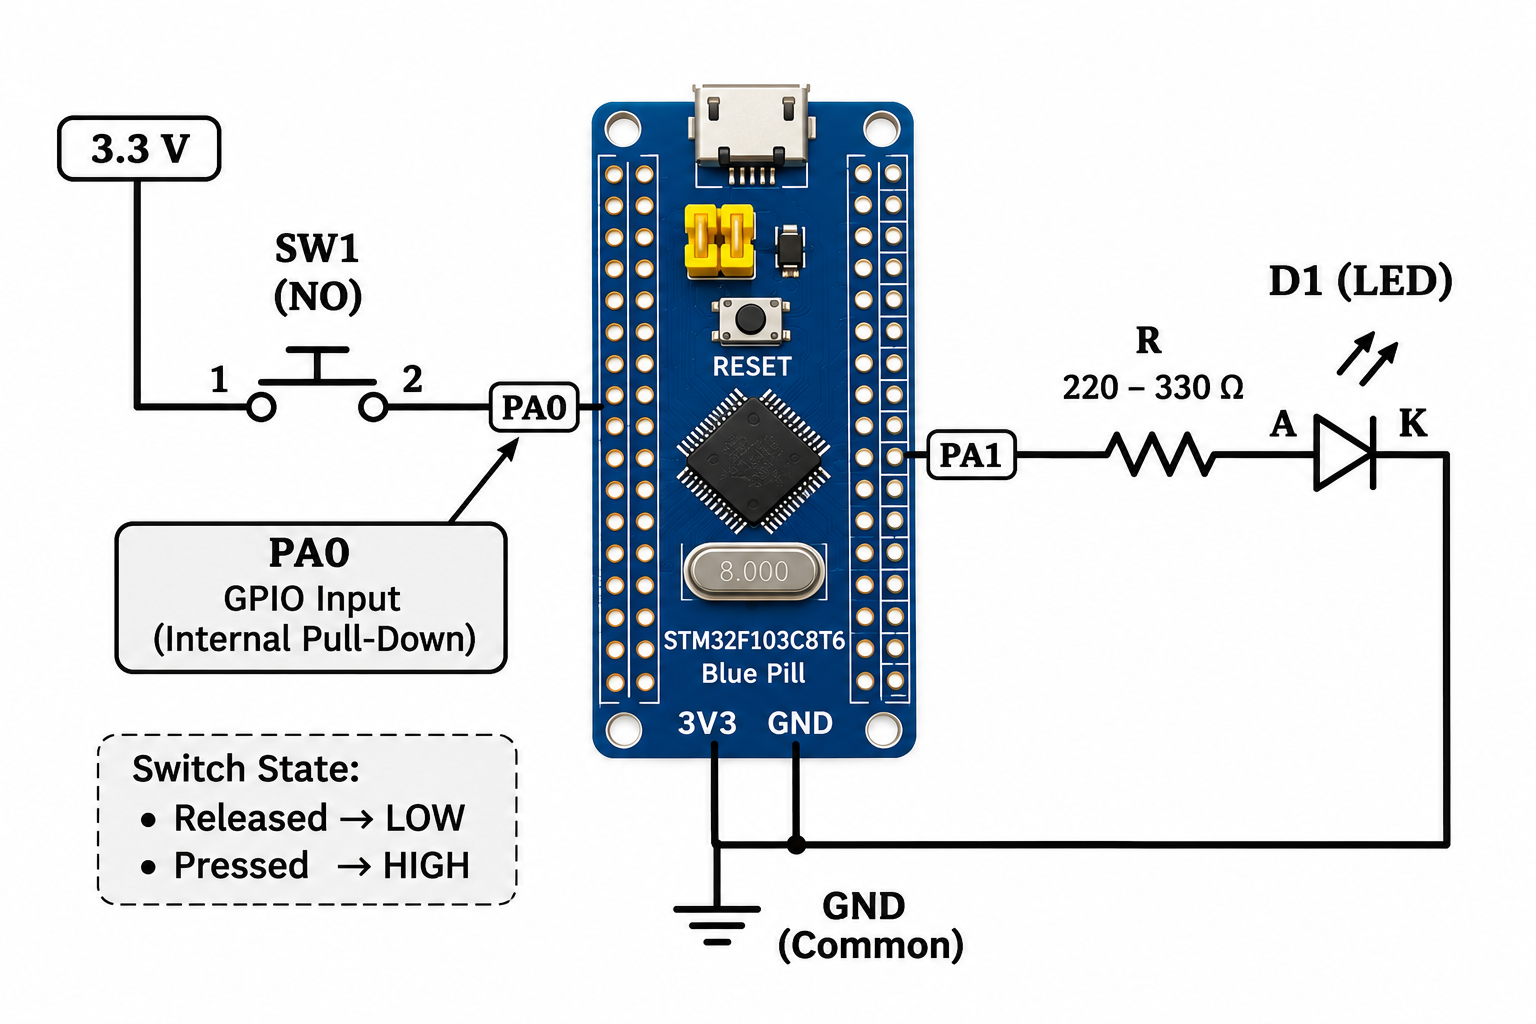 3.3 V
SW1
(NO)
1
2
PA0
PA0
GPIO Input
(Internal Pull-Down)
Switch State:
• Released → LOW
• Pressed → HIGH
RESET
8.000
STM32F103C8T6
Blue Pill
3V3
GND
PA1
R
220 – 330 Ω
D1 (LED)
A
K
GND
(Common)